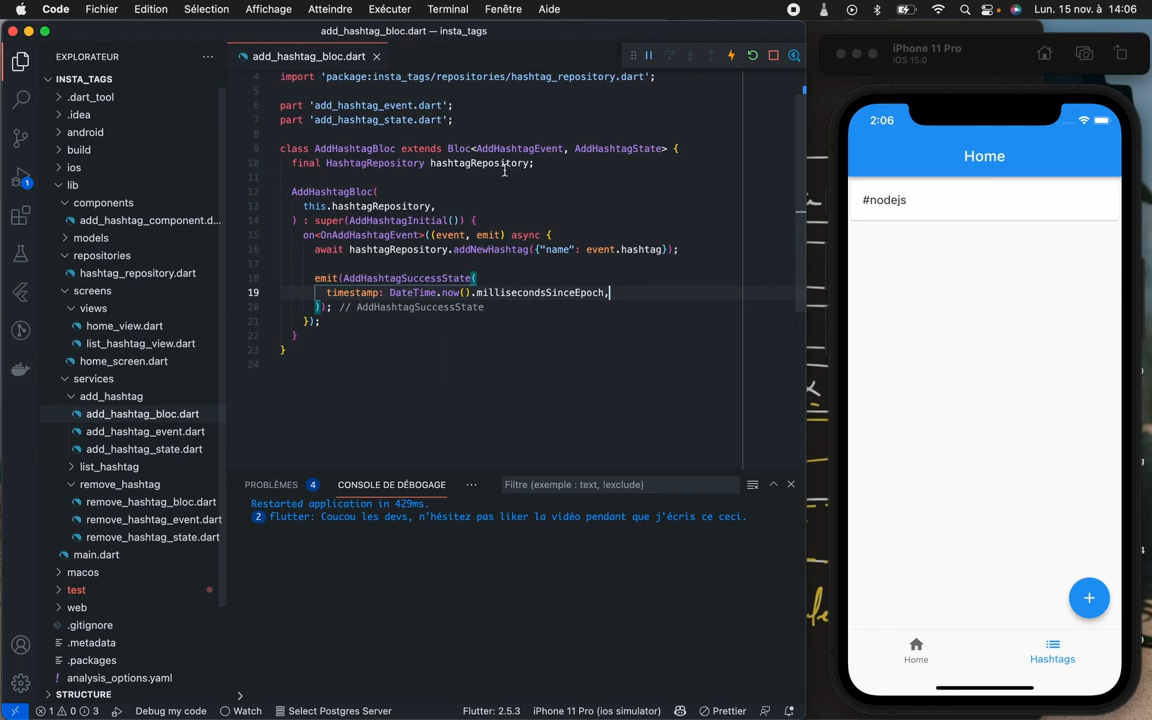 Code Fichier Edition Sélection Affichage Atteindre Exécuter Terminal Fenêtre Aide Lun. 15 nov. à 14:06
add_hashtag_bloc.dart — insta_tags
EXPLORATEUR
INSTA_TAGS
.dart_tool
.idea
android
build
ios
lib
components
add_hashtag_component.d...
models
repositories
hashtag_repository.dart
screens
views
home_view.dart
list_hashtag_view.dart
home_screen.dart
services
add_hashtag
add_hashtag_bloc.dart
add_hashtag_event.dart
add_hashtag_state.dart
list_hashtag
remove_hashtag
remove_hashtag_bloc.dart
remove_hashtag_event.dart
remove_hashtag_state.dart
main.dart
macos
test
web
.gitignore
.metadata
.packages
analysis_options.yaml
STRUCTURE
1
add_hashtag_bloc.dart
4 import 'package:insta_tags/repositories/hashtag_repository.dart';
5
6 part 'add_hashtag_event.dart';
7 part 'add_hashtag_state.dart';
8
9 class AddHashtagBloc extends Bloc<AddHashtagEvent, AddHashtagState> {
10 final HashtagRepository hashtagRepository;
11
12 AddHashtagBloc(
13 this.hashtagRepository,
14 ) : super(AddHashtagInitial()) {
15 on<OnAddHashtagEvent>((event, emit) async {
16 await hashtagRepository.addNewHashtag({"name": event.hashtag});
17
18 emit(AddHashtagSuccessState(
19 timestamp: DateTime.now().millisecondsSinceEpoch,
20 )); // AddHashtagSuccessState
21 });
22 }
23 }
24
PROBLÈMES 4 CONSOLE DE DÉBOGAGE ... Filtre (exemple : text, !exclude)
Restarted application in 429ms.
2 flutter: Coucou les devs, n'hésitez pas liker la vidéo pendant que j'écris ce ceci.
1 0 3 Debug my code Watch Select Postgres Server Flutter: 2.5.3 iPhone 11 Pro (ios simulator) Prettier
iPhone 11 Pro
iOS 15.0
2:06
Home
#nodejs
+
Home
Hashtags